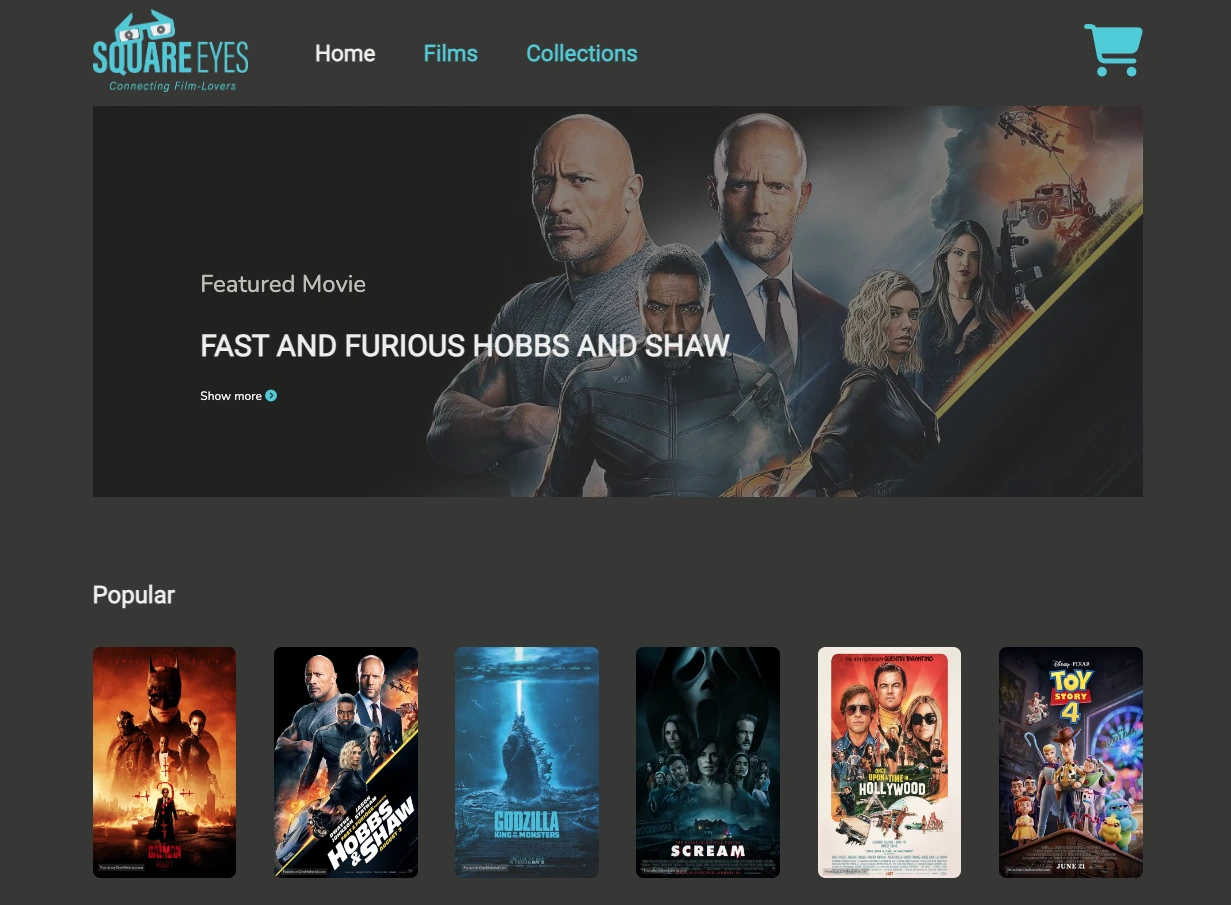 SQUARE EYES
Connecting Film-Lovers
Home
Films
Collections
Featured Movie
FAST AND FURIOUS HOBBS AND SHAW
Show more
Popular
HOBBS
& SHAW
GODZILLA
KING OF THE MONSTERS
SCREAM
QUENTIN TARANTINO
ONCE
UPON A TIME IN
HOLLYWOOD
Disney PIXAR
TOY
STORY
4
JUNE 21